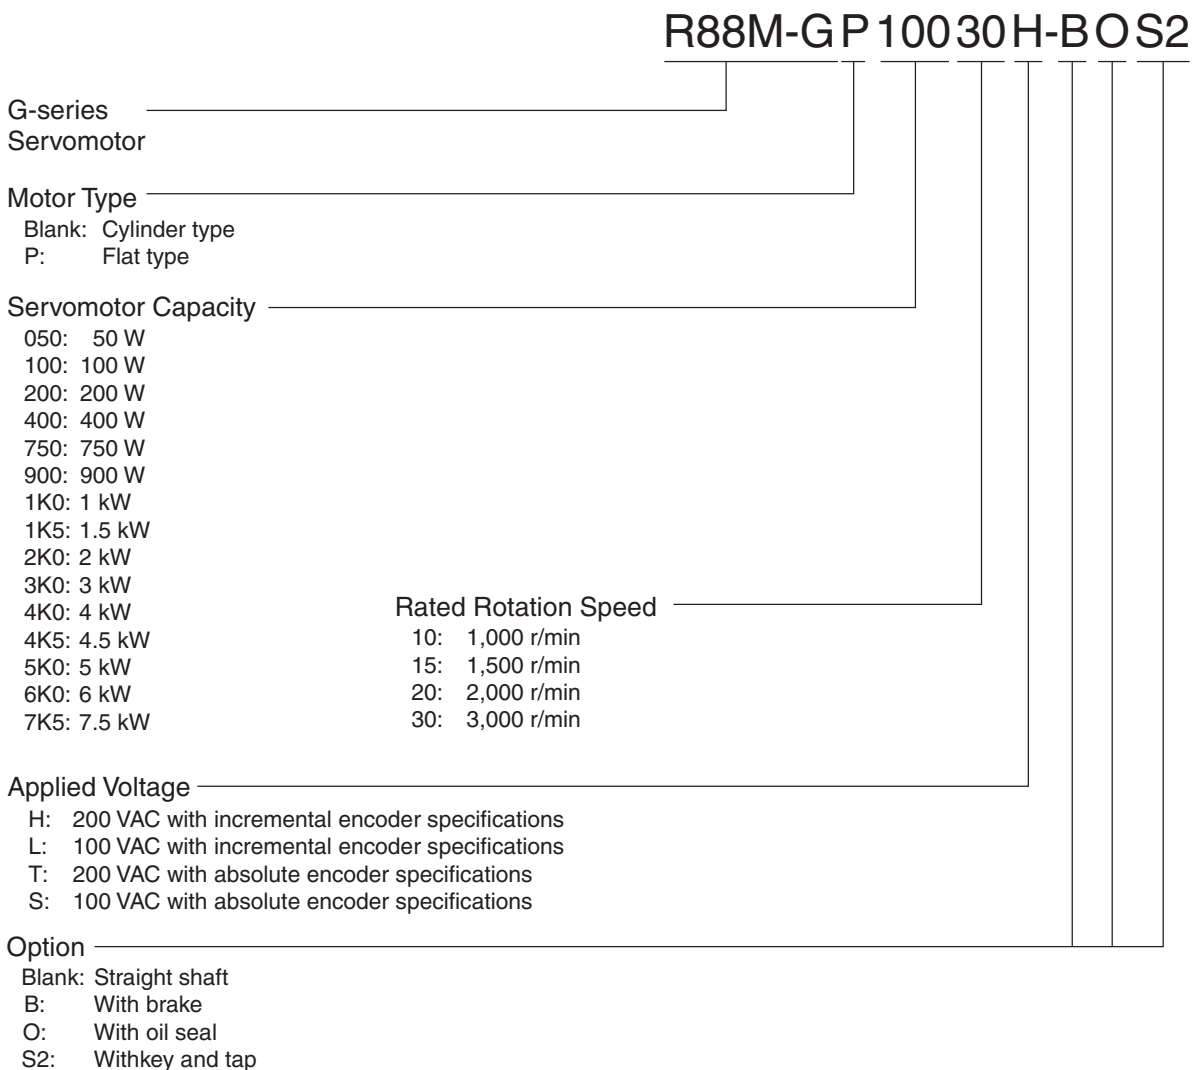 R88M-GP10030H-BOS2
G-series
Servomotor
Motor Type
Blank: Cylinder type
P: Flat type
Servomotor Capacity
050: 50 W
100: 100 W
200: 200 W
400: 400 W
750: 750 W
900: 900 W
1K0: 1 kW
1K5: 1.5 kW
2K0: 2 kW
3K0: 3 kW
4K0: 4 kW
4K5: 4.5 kW
5K0: 5 kW
6K0: 6 kW
7K5: 7.5 kW
Rated Rotation Speed
10: 1,000 r/min
15: 1,500 r/min
20: 2,000 r/min
30: 3,000 r/min
Applied Voltage
H: 200 VAC with incremental encoder specifications
L: 100 VAC with incremental encoder specifications
T: 200 VAC with absolute encoder specifications
S: 100 VAC with absolute encoder specifications
Option
Blank: Straight shaft
B: With brake
O: With oil seal
S2: Withkey and tap